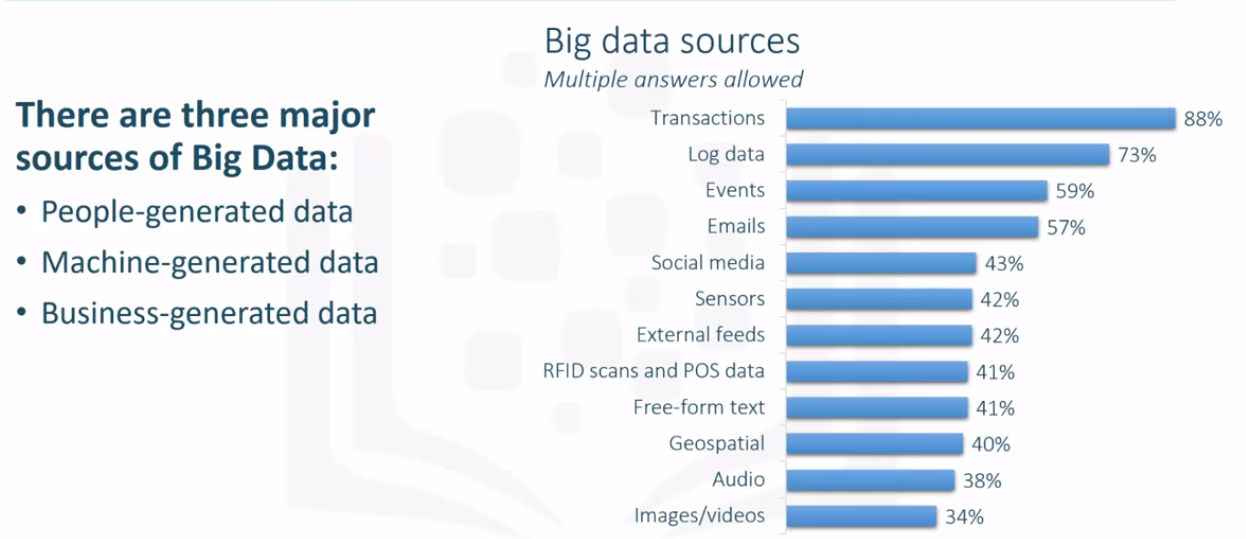 There are three major
sources of Big Data:
• People-generated data
• Machine-generated data
• Business-generated data
Big data sources
Multiple answers allowed
Transactions 88%
Log data 73%
Events 59%
Emails 57%
Social media 43%
Sensors 42%
External feeds 42%
RFID scans and POS data 41%
Free-form text 41%
Geospatial 40%
Audio 38%
Images/videos 34%